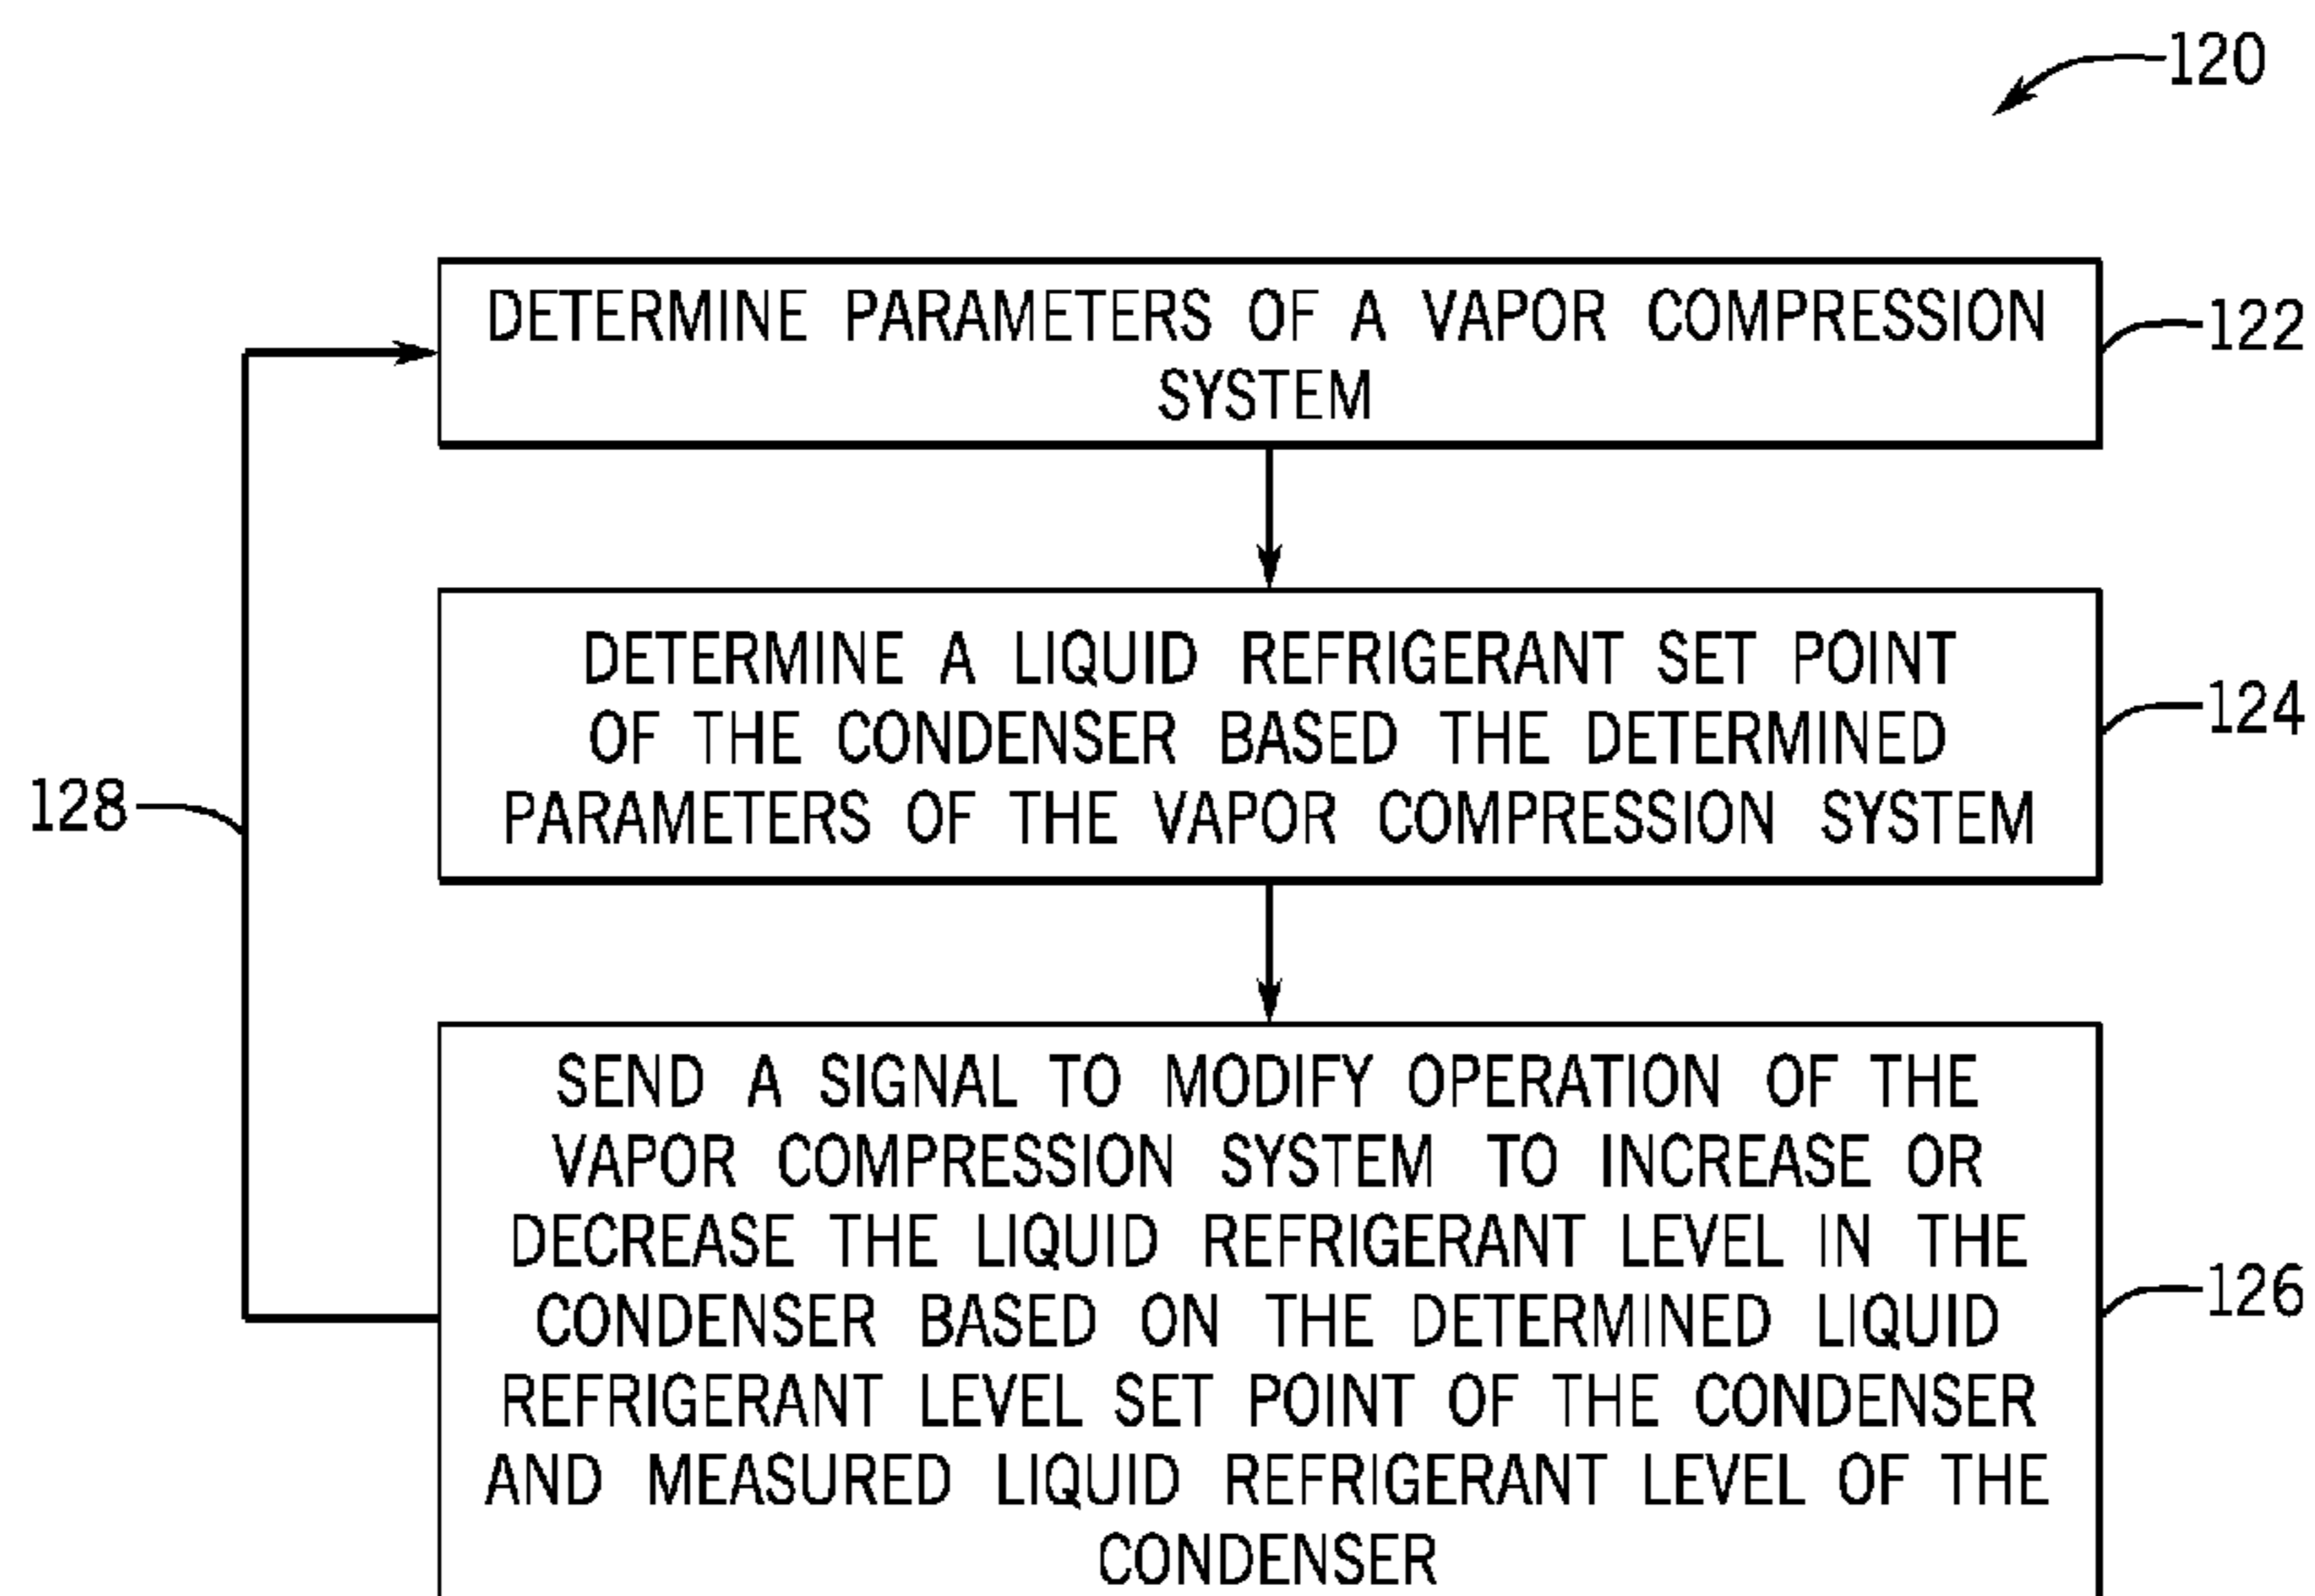 120
DETERMINE PARAMETERS OF A VAPOR COMPRESSION
SYSTEM
122
DETERMINE A LIQUID REFRIGERANT SET POINT
OF THE CONDENSER BASED THE DETERMINED
PARAMETERS OF THE VAPOR COMPRESSION SYSTEM
124
128
SEND A SIGNAL TO MODIFY OPERATION OF THE
VAPOR COMPRESSION SYSTEM TO INCREASE OR
DECREASE THE LIQUID REFRIGERANT LEVEL IN THE
CONDENSER BASED ON THE DETERMINED LIQUID
REFRIGERANT LEVEL SET POINT OF THE CONDENSER
AND MEASURED LIQUID REFRIGERANT LEVEL OF THE
CONDENSER
126